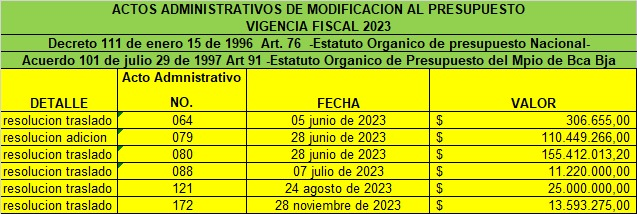 ACTOS ADMINISTRATIVOS DE MODIFICACION AL PRESUPUESTO
VIGENCIA FISCAL 2023
Decreto 111 de enero 15 de 1996 Art. 76 -Estatuto Organico de presupuesto Nacional-
Acuerdo 101 de julio 29 de 1997 Art 91 -Estatuto Organico de Presupuesto del Mpio de Bca Bja
DETALLE Acto Admnistrativo NO. FECHA VALOR
resolucion traslado 064 05 junio de 2023 $ 306.655,00
resolucion adicion 079 28 junio de 2023 $ 110.449.266,00
resolucion traslado 080 28 junio de 2023 $ 155.412.013,20
resolucion traslado 088 07 julio de 2023 $ 11.220.000,00
resolucion traslado 121 24 agosto de 2023 $ 25.000.000,00
resolucion traslado 172 28 noviembre de 2023 $ 13.593.275,00